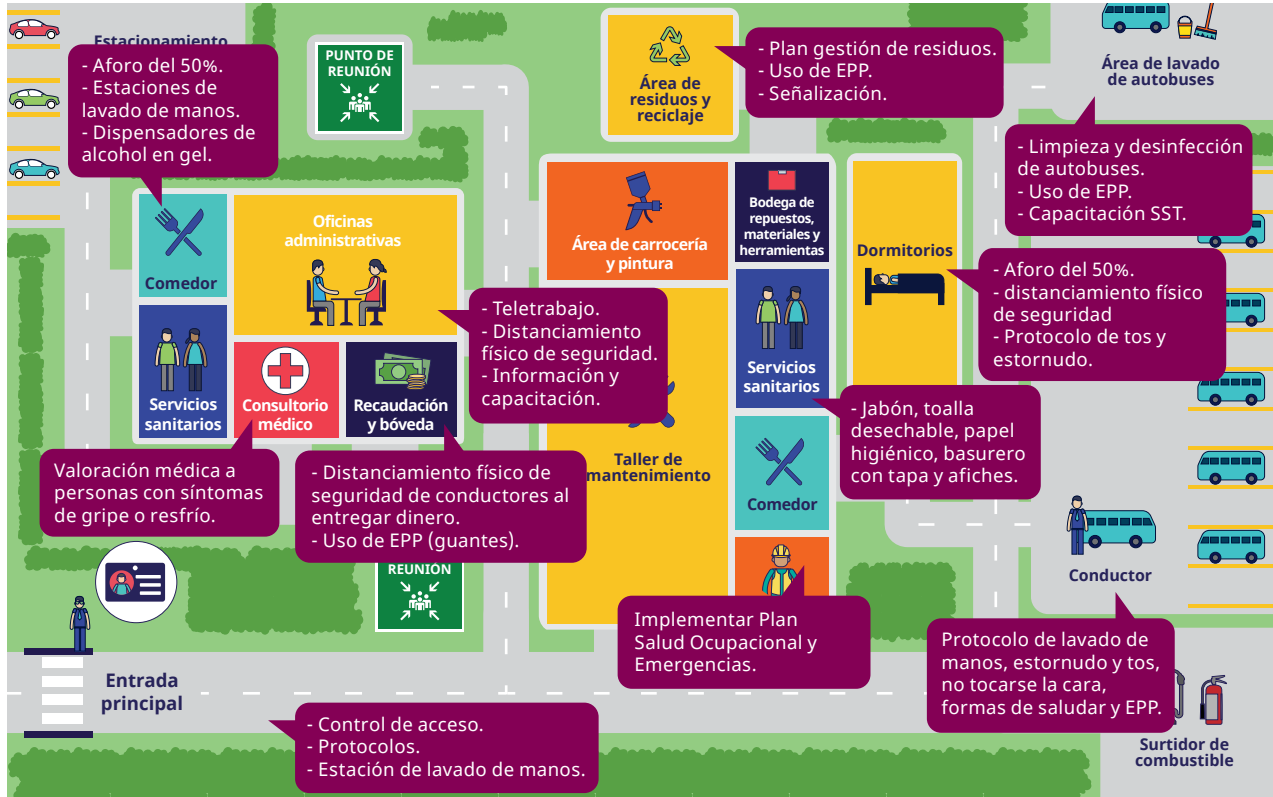 Estacionamiento
- Aforo del 50%.
- Estaciones de
lavado de manos.
- Dispensadores de
alcohol en gel.
PUNTO DE
REUNIÓN
Área de
residuos y
reciclaje
- Plan gestión de residuos.
- Uso de EPP.
- Señalización.
Área de lavado
de autobuses
- Limpieza y desinfección
de autobuses.
- Uso de EPP.
- Capacitación SST.
Comedor
Oficinas
administrativas
- Teletrabajo.
- Distanciamiento
físico de seguridad.
- Información y
capacitación.
Servicios
sanitarios
Consultorio
médico
Recaudación
y bóveda
Valoración médica a
personas con síntomas
de gripe o resfrío.
- Distanciamiento físico de
seguridad de conductores al
entregar dinero.
- Uso de EPP (guantes).
Área de carrocería
y pintura
Bodega de
repuestos,
materiales y
herramientas
Dormitorios
- Aforo del 50%.
- distanciamiento físico
de seguridad
- Protocolo de tos y
estornudo.
Servicios
sanitarios
- Jabón, toalla
desechable, papel
higiénico, basurero
con tapa y afiches.
Taller de
mantenimiento
Comedor
Implementar Plan
Salud Ocupacional y
Emergencias.
Conductor
Protocolo de lavado de
manos, estornudo y tos,
no tocarse la cara,
formas de saludar y EPP.
REUNIÓN
Entrada
principal
- Control de acceso.
- Protocolos.
- Estación de lavado de manos.
Surtidor de
combustible